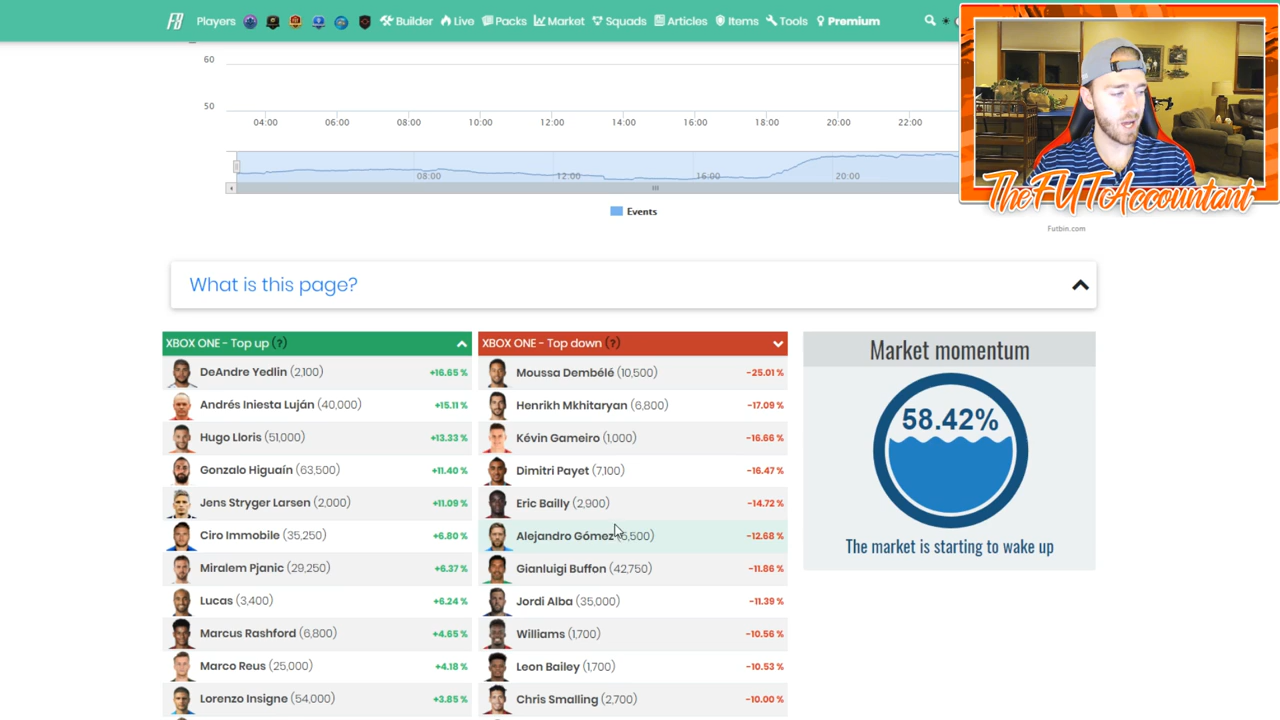 FB Players Builder Live Packs Market Squads Articles Items Tools Premium
60
50
04:00 06:00 08:00 10:00 12:00 14:00 16:00 18:00 20:00 22:00
08:00 12:00 16:00 20:00
Events
TheFUTAccountant
Futbin.com
What is this page?
XBOX ONE - Top up (?)
DeAndre Yedlin (2,100) +16.65 %
Andrés Iniesta Luján (40,000) +15.11 %
Hugo Lloris (51,000) +13.33 %
Gonzalo Higuaín (63,500) +11.40 %
Jens Stryger Larsen (2,000) +11.09 %
Ciro Immobile (35,250) +6.80 %
Miralem Pjanic (29,250) +6.37 %
Lucas (3,400) +6.24 %
Marcus Rashford (6,800) +4.65 %
Marco Reus (25,000) +4.18 %
Lorenzo Insigne (54,000) +3.85 %
XBOX ONE - Top down (?)
Moussa Dembélé (10,500) -25.01 %
Henrikh Mkhitaryan (6,800) -17.09 %
Kévin Gameiro (1,000) -16.66 %
Dimitri Payet (7,100) -16.47 %
Eric Bailly (2,900) -14.72 %
Alejandro Gómez 5,500) -12.68 %
Gianluigi Buffon (42,750) -11.86 %
Jordi Alba (35,000) -11.39 %
Williams (1,700) -10.56 %
Leon Bailey (1,700) -10.53 %
Chris Smalling (2,700) -10.00 %
Market momentum
58.42%
The market is starting to wake up